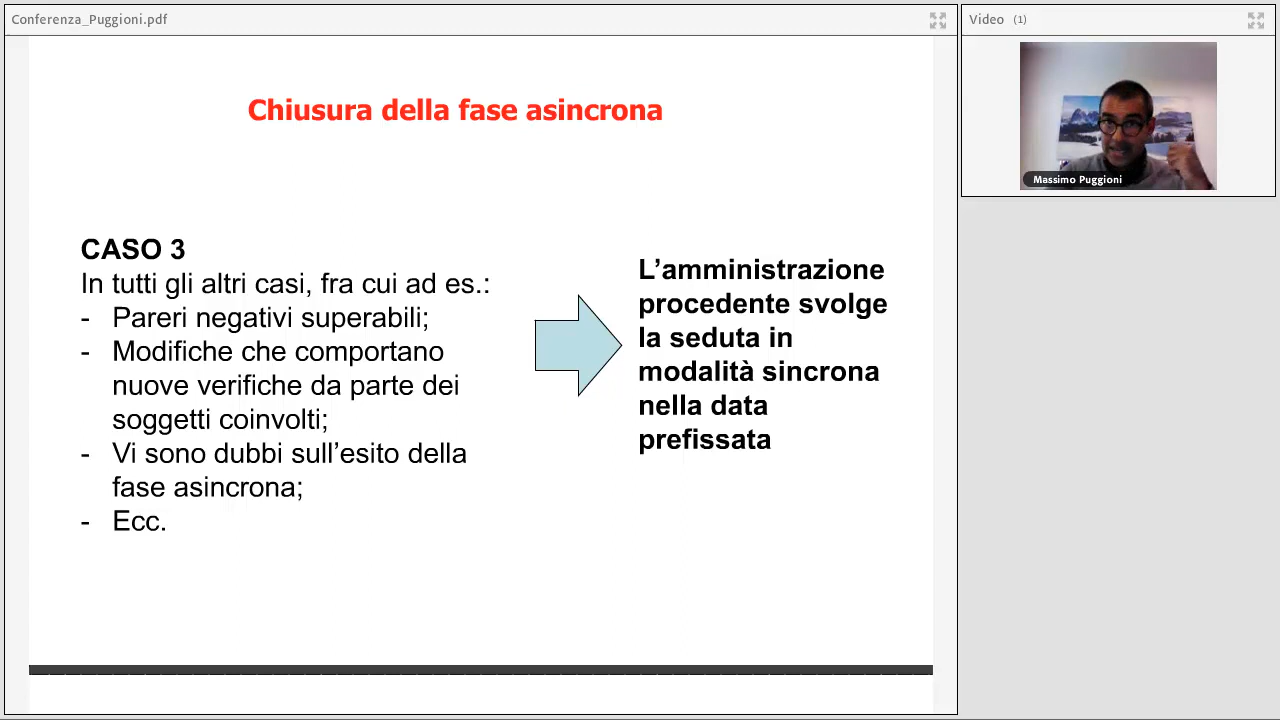 Conferenza_Puggioni.pdf
Video (1)
Chiusura della fase asincrona
CASO 3
In tutti gli altri casi, fra cui ad es.:
- Pareri negativi superabili;
- Modifiche che comportano
nuove verifiche da parte dei
soggetti coinvolti;
- Vi sono dubbi sull’esito della
fase asincrona;
- Ecc.
L’amministrazione
procedente svolge
la seduta in
modalità sincrona
nella data
prefissata
Massimo Puggioni